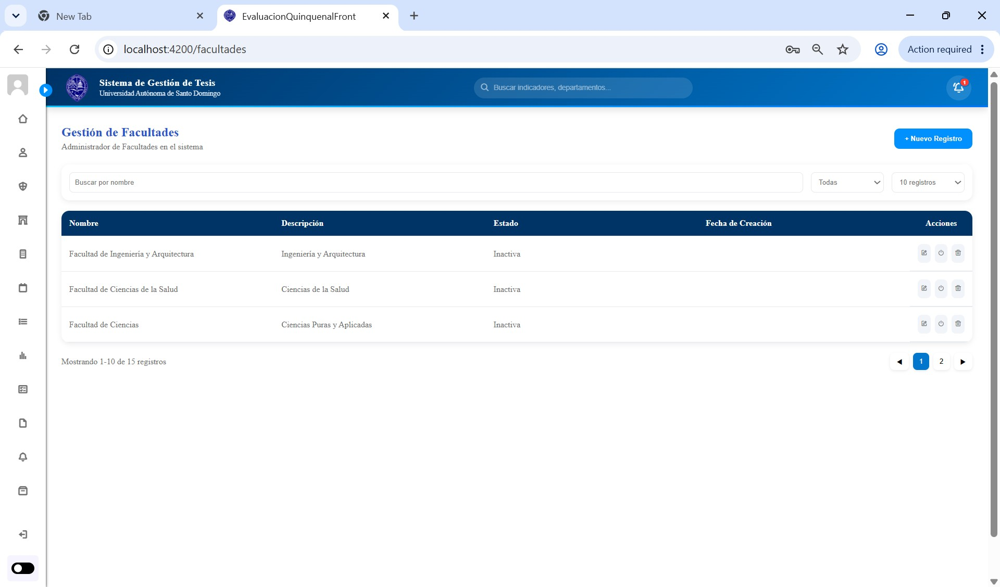 New Tab
EvaluacionQuinquenalFront
localhost:4200/facultades
Action required
Sistema de Gestión de Tesis
Universidad Autónoma de Santo Domingo
Buscar indicadores, departamentos...
1
Gestión de Facultades
Administrador de Facultades en el sistema
+ Nuevo Registro
Buscar por nombre
Todas
10 registros
Nombre Descripción Estado Fecha de Creación Acciones
Facultad de Ingeniería y Arquitectura Ingeniería y Arquitectura Inactiva
Facultad de Ciencias de la Salud Ciencias de la Salud Inactiva
Facultad de Ciencias Ciencias Puras y Aplicadas Inactiva
Mostrando 1-10 de 15 registros
◀ 1 2 ▶